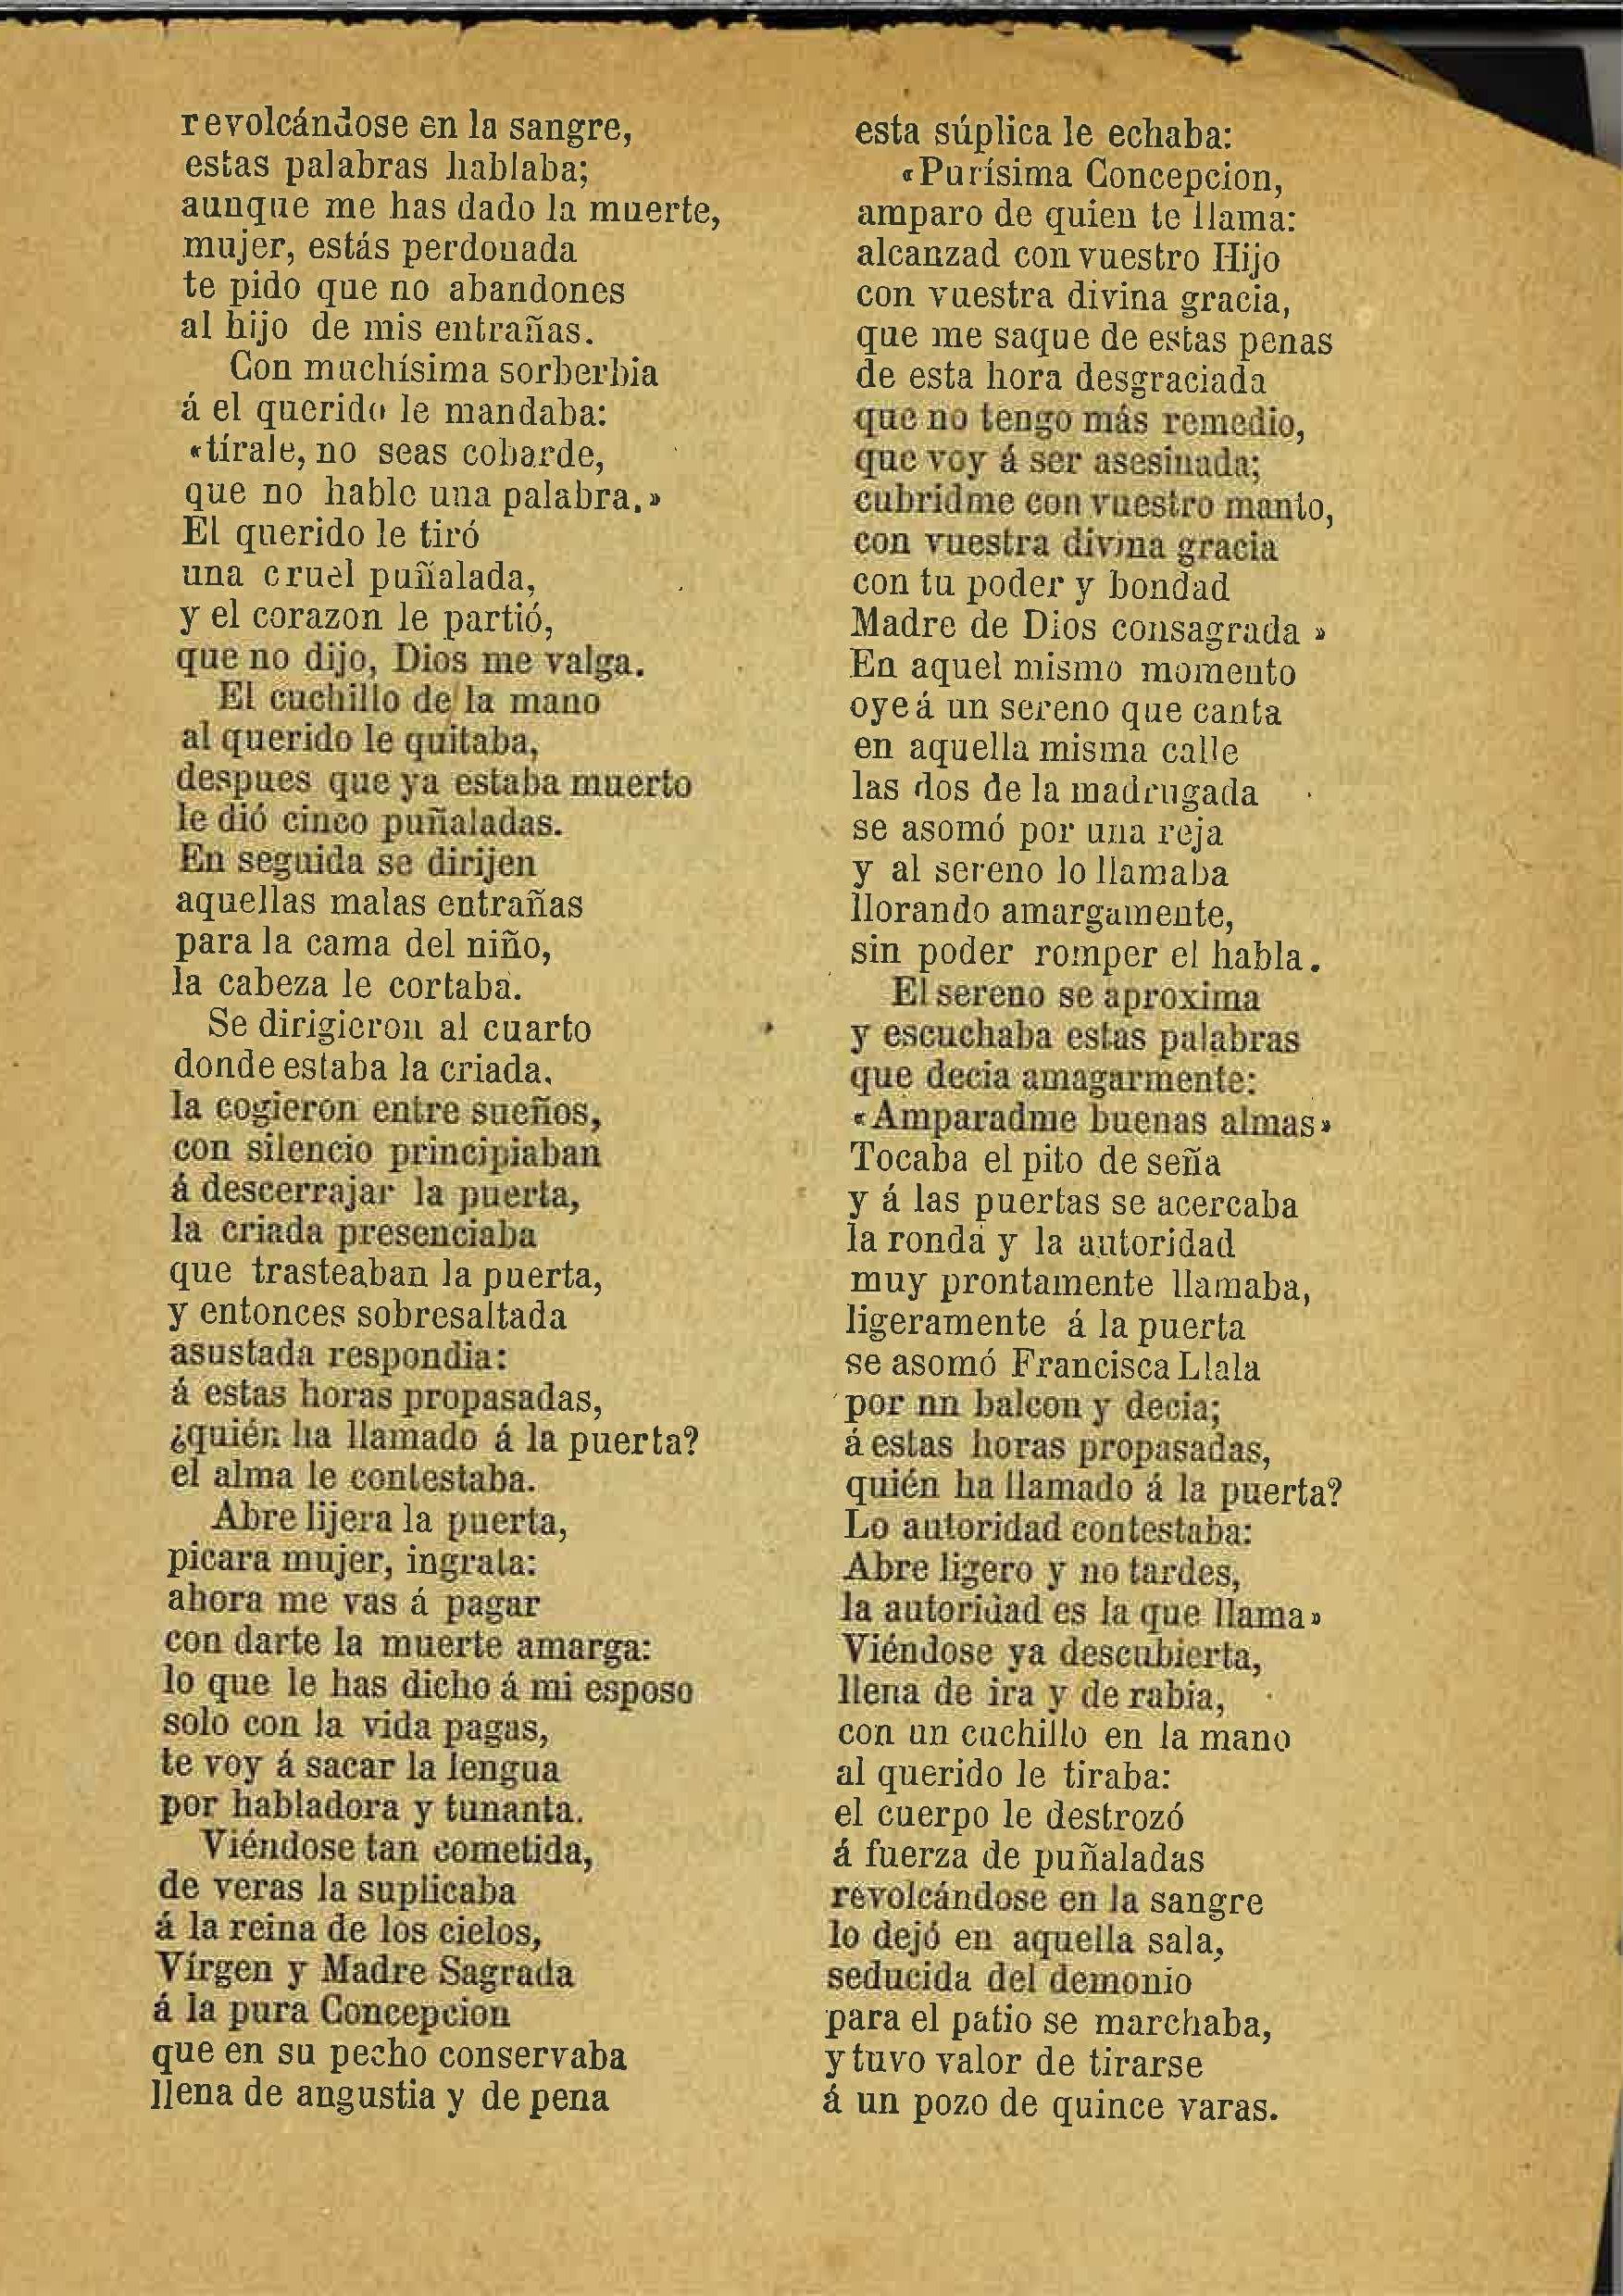 revolcándose en la sangre,
estas palabras hablaba;
aunque me has dado la muerte,
mujer, estás perdonada
te pido que no abandones
al hijo de mis entrañas.
Con muchísima sorberbia
á el querido le mandaba:
«tírale, no seas cobarde,
que no hable una palabra.»
El querido le tiró
una cruel puñalada,
y el corazon le partió,
que no dijo, Dios me valga.
El cuchillo de la mano
al querido le quitaba,
despues que ya estaba muerto
le dió cinco puñaladas.
En seguida se dirijen
aquellas malas entrañas
para la cama del niño,
la cabeza le cortaba.
Se dirigieron al cuarto
donde estaba la criada.
la cogieron entre sueños,
con silencio principiaban
á descerrajar la puerta,
la criada presenciaba
que trasteaban la puerta,
y entonces sobresaltada
asustada respondia:
á estas horas propasadas,
¿quién ha llamado á la puerta?
el alma le contestaba.
Abre lijera la puerta,
picara mujer, ingrata:
ahora me vas á pagar
con darte la muerte amarga:
lo que le has dicho á mi esposo
solo con la vida pagas,
te voy á sacar la lengua
por habladora y tunanta.
Viéndose tan cometida,
de veras la suplicaba
á la reina de los cielos,
Vírgen y Madre Sagrada
á la pura Concepcion
que en su pecho conservaba
llena de angustia y de pena
esta súplica le echaba:
«Purísima Concepcion,
amparo de quien te llama:
alcanzad con vuestro Hijo
con vuestra divina gracia,
que me saque de estas penas
de esta hora desgraciada
que no tengo más remedio,
que voy á ser asesinada;
cubridme con vuestro manto,
con vuestra divina gracia
con tu poder y bondad
Madre de Dios consagrada »
En aquel mismo momento
oye á un sereno que canta
en aquella misma calle
las dos de la madrugada
se asomó por una reja
y al sereno lo llamaba
llorando amargamente,
sin poder romper el habla.
El sereno se aproxima
y escuchaba estas palabras
que decia amagarmente:
«Amparadme buenas almas»
Tocaba el pito de seña
y á las puertas se acercaba
la ronda y la autoridad
muy prontamente llamaba,
ligeramente á la puerta
se asomó Francisca Llala
por nn balcon y decia;
á estas horas propasadas,
quién ha llamado á la puerta?
Lo autoridad contestaba:
Abre ligero y no tardes,
la autoridad es la que llama»
Viéndose ya descubierta,
llena de ira y de rabia,
con un cuchillo en la mano
al querido le tiraba:
el cuerpo le destrozó
á fuerza de puñaladas
revolcándose en la sangre
lo dejó en aquella sala,
seducida del demonio
para el patio se marchaba,
y tuvo valor de tirarse
á un pozo de quince varas.